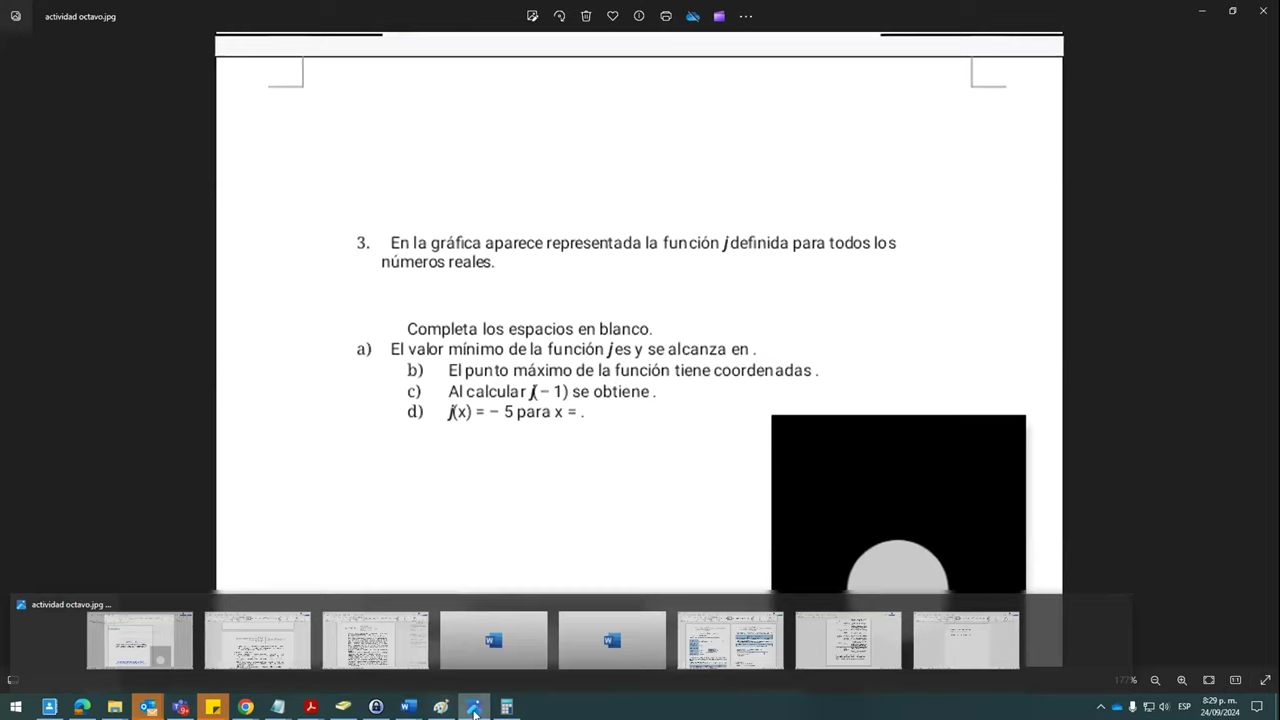 actividad octavo.jpg
3. En la gráfica aparece representada la función j definida para todos los
números reales.
Completa los espacios en blanco.
a) El valor mínimo de la función j es y se alcanza en .
b) El punto máximo de la función tiene coordenadas .
c) Al calcular j(− 1) se obtiene .
d) j(x) = − 5 para x = .
actividad octavo.jpg ...
177%
ESP
8:29 p. m.
24/09/2024